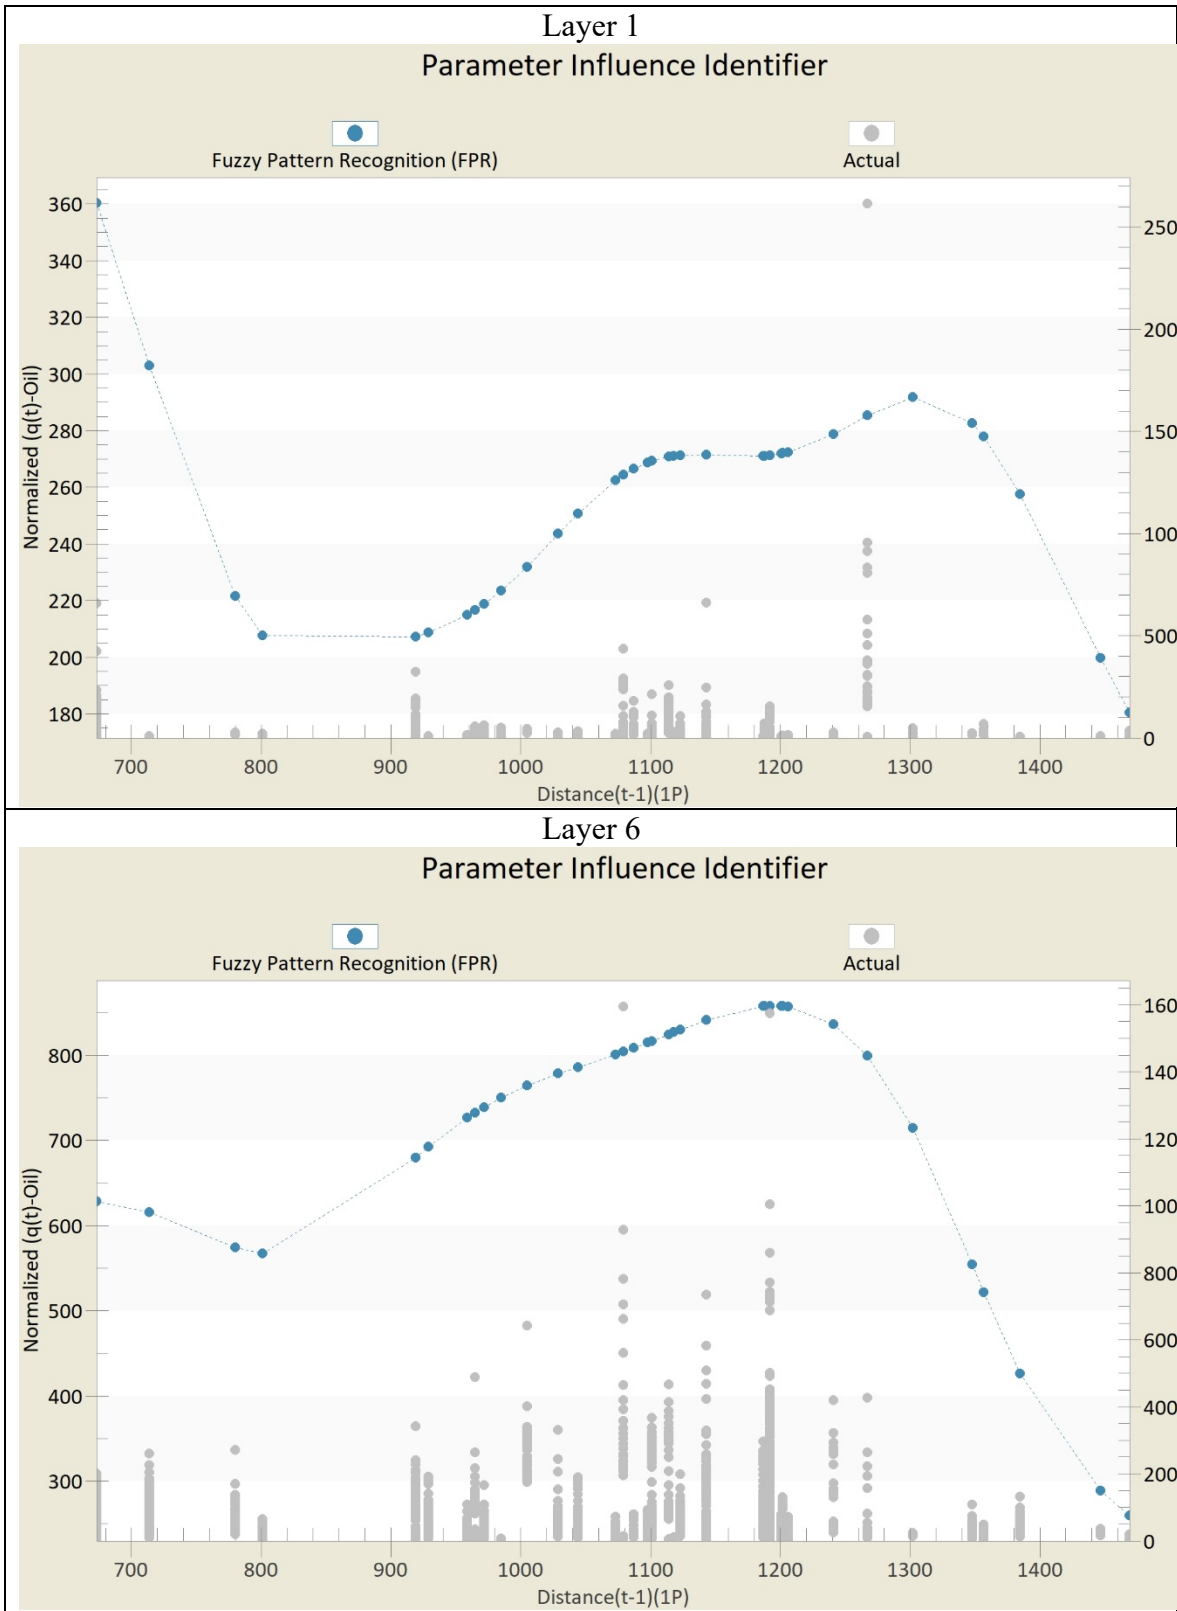 Layer 1
Parameter Influence Identifier
Fuzzy Pattern Recognition (FPR)
Actual
Normalized (q(t)-Oil)
360
340
320
300
280
260
240
220
200
180
250
200
150
100
500
0
700 800 900 1000 1100 1200 1300 1400
Distance(t-1)(1P)
Layer 6
Parameter Influence Identifier
Fuzzy Pattern Recognition (FPR)
Actual
Normalized (q(t)-Oil)
800
700
600
500
400
300
160
140
120
100
800
600
400
200
0
700 800 900 1000 1100 1200 1300 1400
Distance(t-1)(1P)